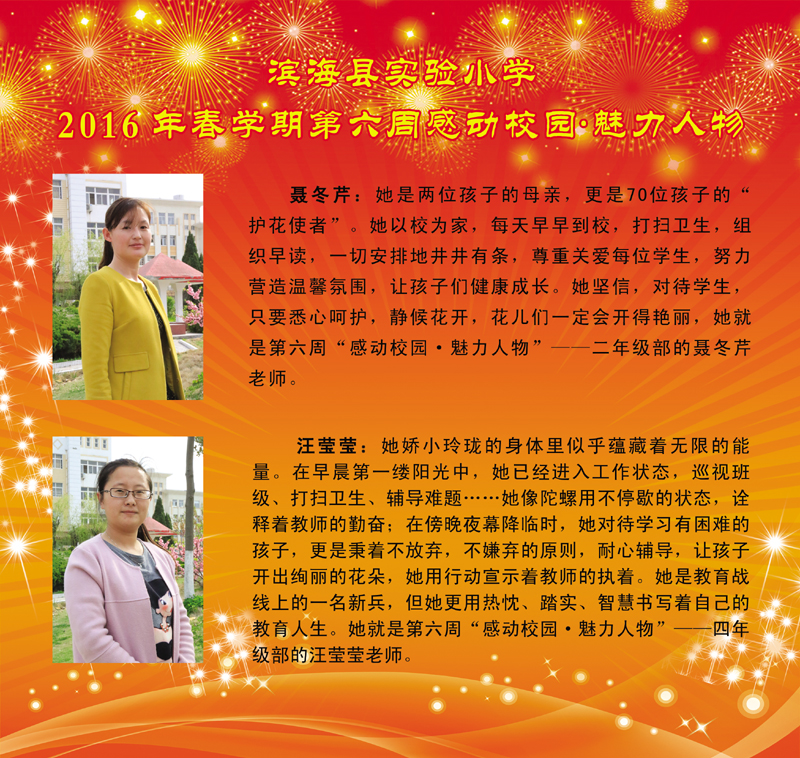 滨海县实验小学
2016 年春学期第六周感动校园·魅力人物
聂冬芹：她是两位孩子的母亲，更是70位孩子的“
护花使者”。她以校为家，每天早早到校，打扫卫生，组
织早读，一切安排地井井有条，尊重关爱每位学生，努力
营造温馨氛围，让孩子们健康成长。她坚信，对待学生，
只要悉心呵护，静候花开，花儿们一定会开得艳丽，她就
是第六周“感动校园·魅力人物”——二年级部的聂冬芹
老师。
汪莹莹：她娇小玲珑的身体里似乎蕴藏着无限的能
量。在早晨第一缕阳光中，她已经进入工作状态，巡视班
级、打扫卫生、辅导难题……她像陀螺用不停歇的状态，诠
释着教师的勤奋；在傍晚夜幕降临时，她对待学习有困难的
孩子，更是秉着不放弃，不嫌弃的原则，耐心辅导，让孩子
开出绚丽的花朵，她用行动宣示着教师的执着。她是教育战
线上的一名新兵，但她更用热忱、踏实、智慧书写着自己的
教育人生。她就是第六周“感动校园·魅力人物”——四年
级部的汪莹莹老师。